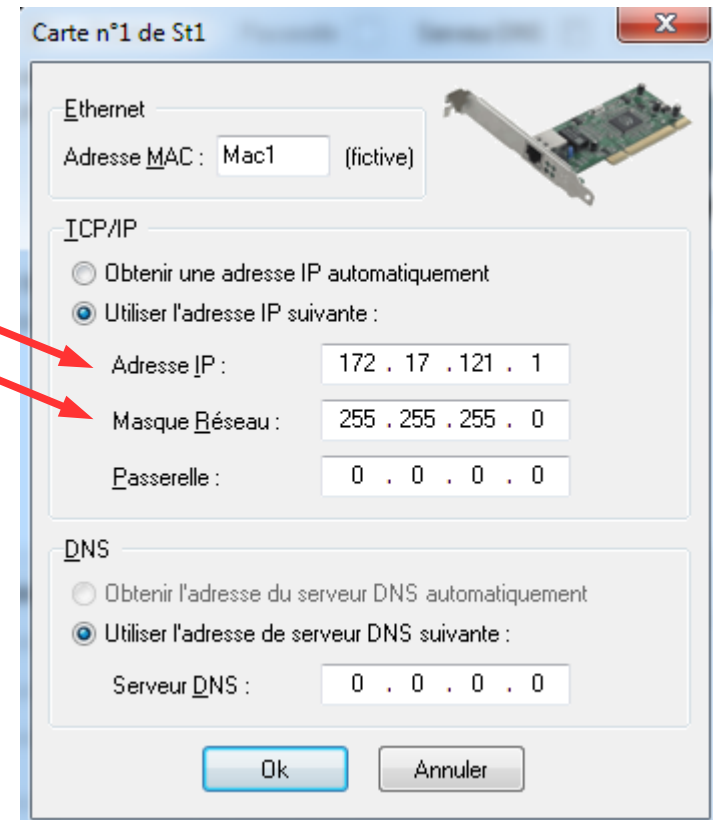 Carte n°1 de St1
Ethernet
Adresse MAC : Mac1 (fictive)
TCP/IP
Obtenir une adresse IP automatiquement
Utiliser l'adresse IP suivante :
Adresse IP : 172 . 17 . 121 . 1
Masque Réseau : 255 . 255 . 255 . 0
Passerelle : 0 . 0 . 0 . 0
DNS
Obtenir l'adresse du serveur DNS automatiquement
Utiliser l'adresse de serveur DNS suivante :
Serveur DNS : 0 . 0 . 0 . 0
Ok Annuler